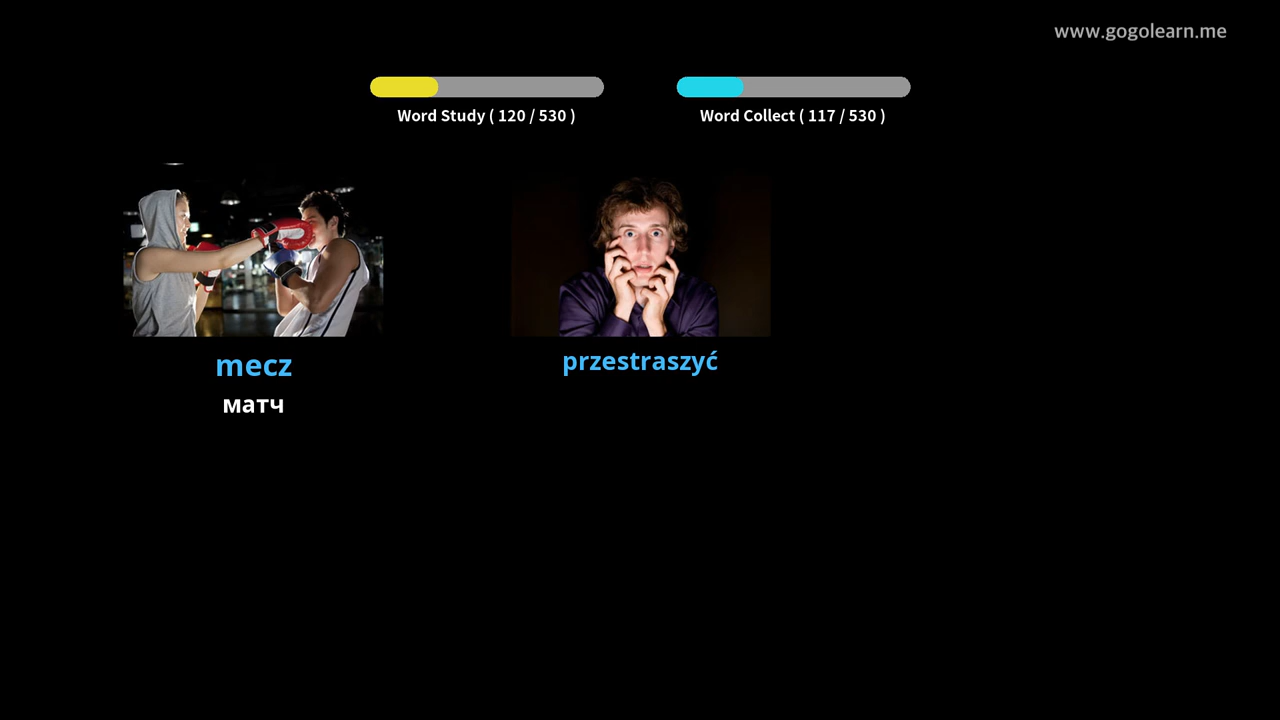 www.gogolearn.me
Word Study ( 120 / 530 )
Word Collect ( 117 / 530 )
mecz
матч
przestraszyć